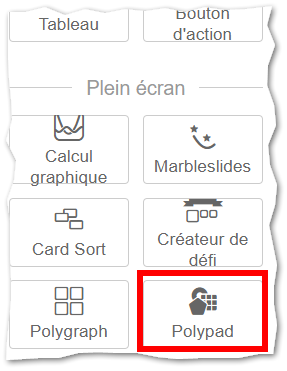 Tableau
Bouton
d'action
Plein écran
Calcul
graphique
Marbleslides
Card Sort
Créateur de
défi
Polygraph
Polypad